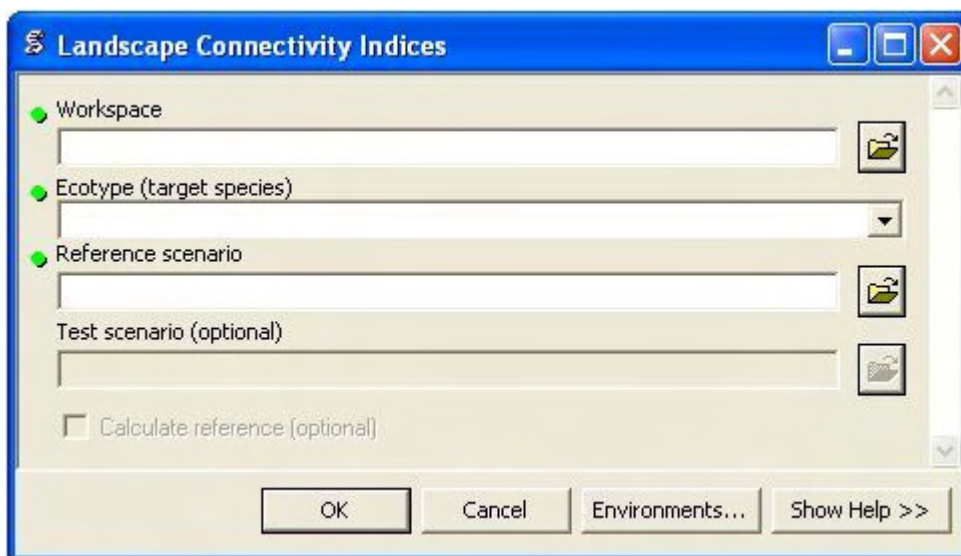 Landscape Connectivity Indices
Workspace
Ecotype (target species)
Reference scenario
Test scenario (optional)
Calculate reference (optional)
OK Cancel Environments... Show Help >>